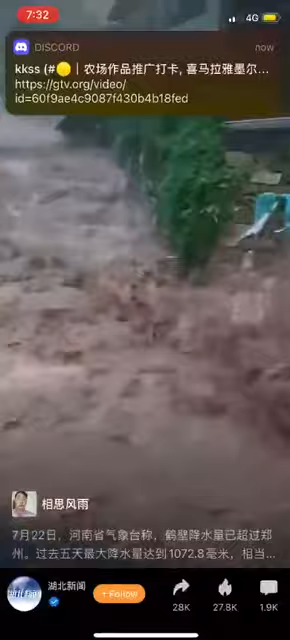 7:32
4G
DISCORD
now
kkss (#🟡｜农场作品推广打卡, 喜马拉雅墨尔...
https://gtv.org/video/
id=60f9ae4c9087f430b4b18fed
相思风雨
7月22日，河南省气象台称，鹤壁降水量已超过郑
州。过去五天最大降水量达到1072.8毫米，相当...
湖北新闻
+ Follow
28K
27.8K
1.9K